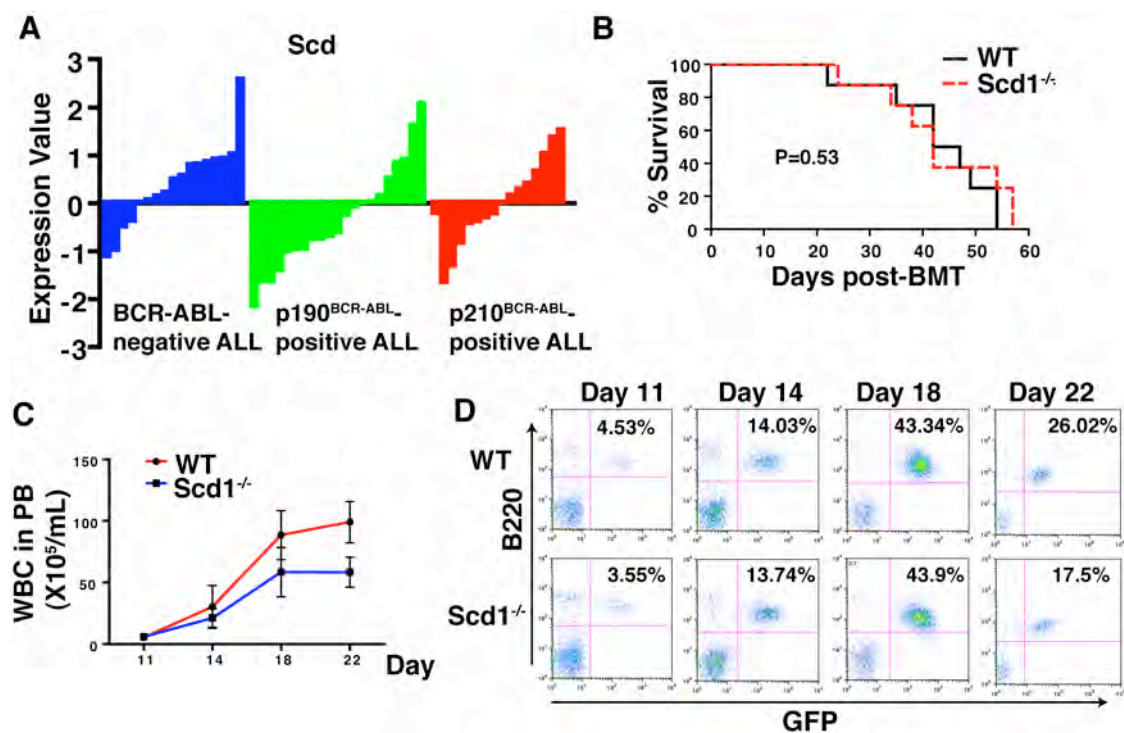 A
Scd
Expression Value
3
2
1
0
-1
-2
-3
BCR-ABL-
negative ALL
p190BCR-ABL-
positive ALL
p210BCR-ABL-
positive ALL
B
WT
Scd1-/-
% Survival
100
80
60
40
20
0
P=0.53
0 10 20 30 40 50 60
Days post-BMT
C
WT
Scd1-/-
WBC in PB
(X10⁵/mL)
150
100
50
0
11 14 18 22
Day
D
Day 11 Day 14 Day 18 Day 22
WT
4.53% 14.03% 43.34% 26.02%
B220
Scd1-/-
3.55% 13.74% 43.9% 17.5%
GFP